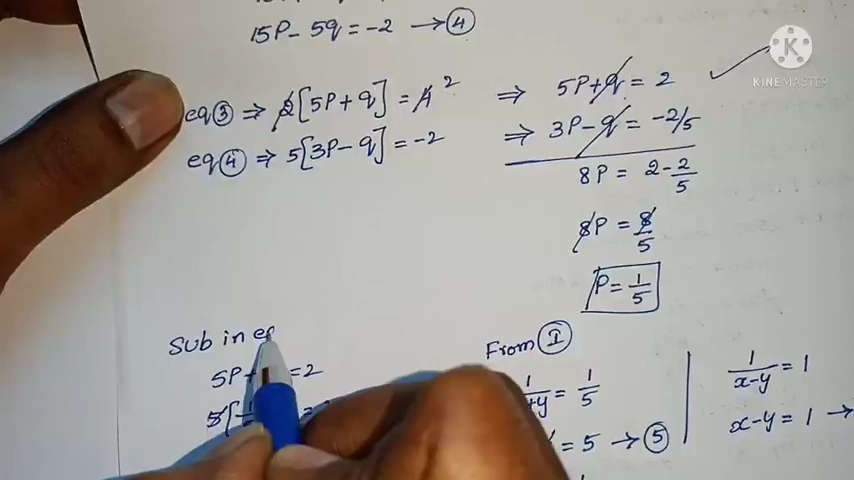 15P - 5q = -2 → ④
eq ③ ⇒ 2[5P + q] = 4 2 ⇒ 5P + q = 2
eq ④ ⇒ 5[3P - q] = -2 ⇒ 3P - q = -2/5
8P = 2 - 2/5
8P = 8/5
P = 1/5
Sub in
5P + = 2
From Ⅰ
= 1/5
= 5 → ⑤
1/(x-y) = 1
x-y = 1 →
KINEMASTER